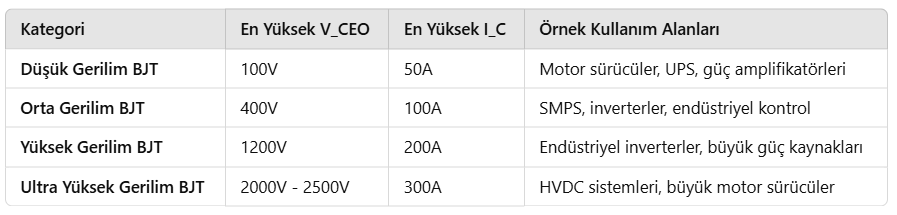 Kategori En Yüksek V_CEO En Yüksek I_C Örnek Kullanım Alanları
Düşük Gerilim BJT 100V 50A Motor sürücüler, UPS, güç amplifikatörleri
Orta Gerilim BJT 400V 100A SMPS, inverterler, endüstriyel kontrol
Yüksek Gerilim BJT 1200V 200A Endüstriyel inverterler, büyük güç kaynakları
Ultra Yüksek Gerilim BJT 2000V - 2500V 300A HVDC sistemleri, büyük motor sürücüler